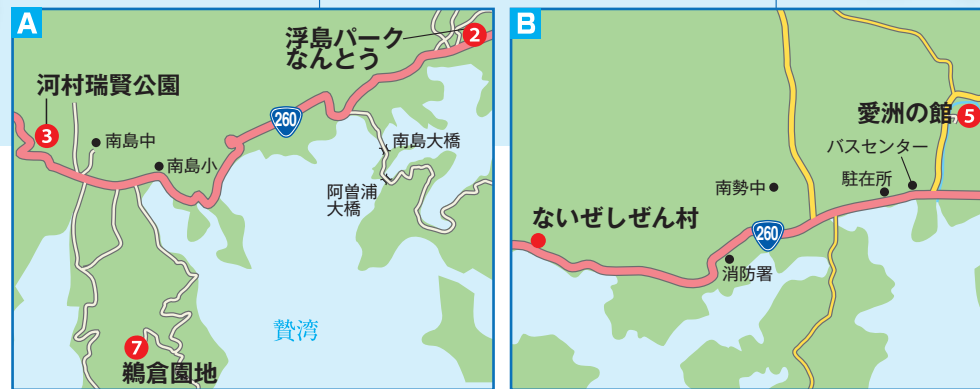 A
浮島パーク
なんとう
2
河村瑞賢公園
3
260
南島中
南島小
南島大橋
阿曽浦
大橋
贄湾
7
鵜倉園地
B
愛洲の館
5
バスセンター
駐在所
南勢中
ないぜしぜん村
260
消防署